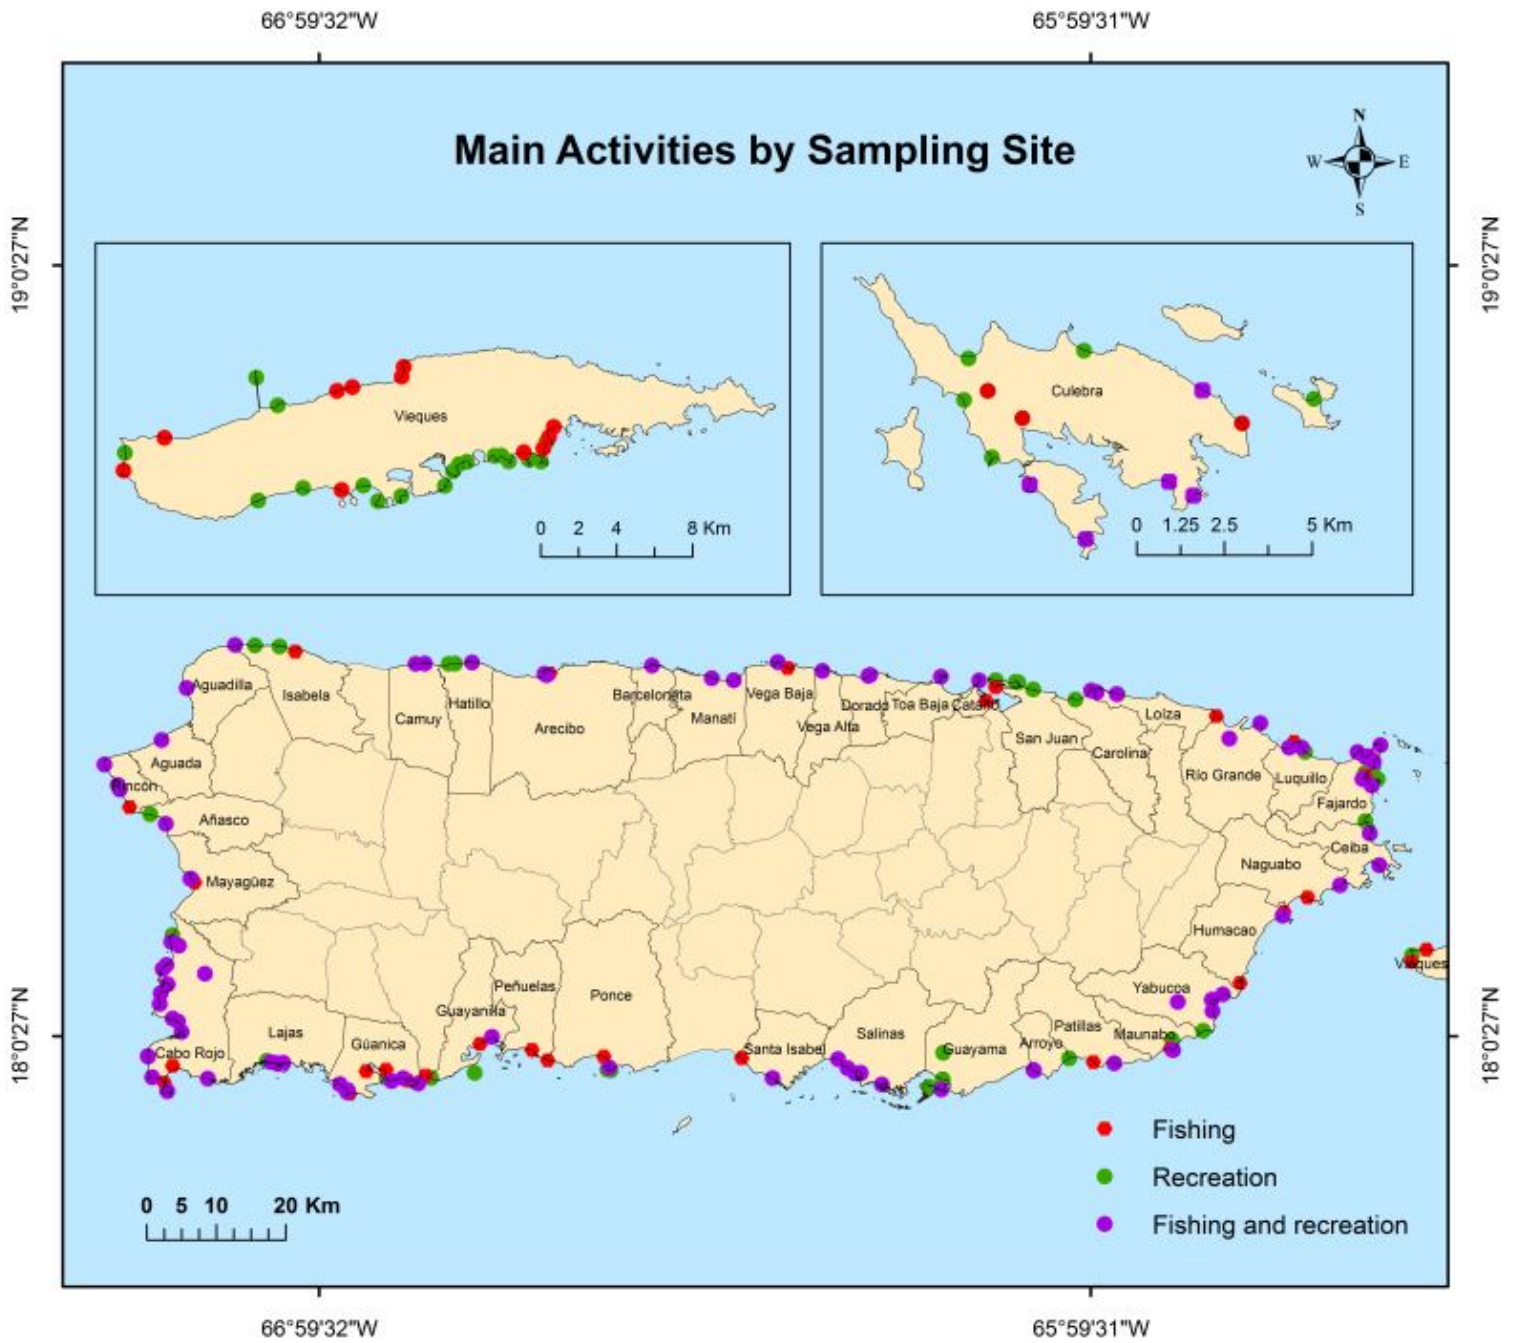 66°59'32"W 65°59'31"W
Main Activities by Sampling Site
N
W E
S
19°0'27"N 19°0'27"N
Vieques
0 2 4 8 Km
Culebra
0 1.25 2.5 5 Km
Aguadilla
Isabela
Camuy
Hatillo
Arecibo
Barceloneta
Manatí
Vega Baja
Vega Alta
Dorado
Toa Baja
Cataño
San Juan
Carolina
Loíza
Río Grande
Luquillo
Fajardo
Ceiba
Naguabo
Humacao
Aguada
Rincón
Añasco
Mayagüez
Vieques
Yabucoa
Peñuelas
Ponce
Guayanilla
Lajas
Gúanica
Cabo Rojo
Santa Isabel
Salinas
Guayama
Arroyo
Patillas
Maunabo
18°0'27"N 18°0'27"N
Fishing
Recreation
Fishing and recreation
0 5 10 20 Km
66°59'32"W 65°59'31"W